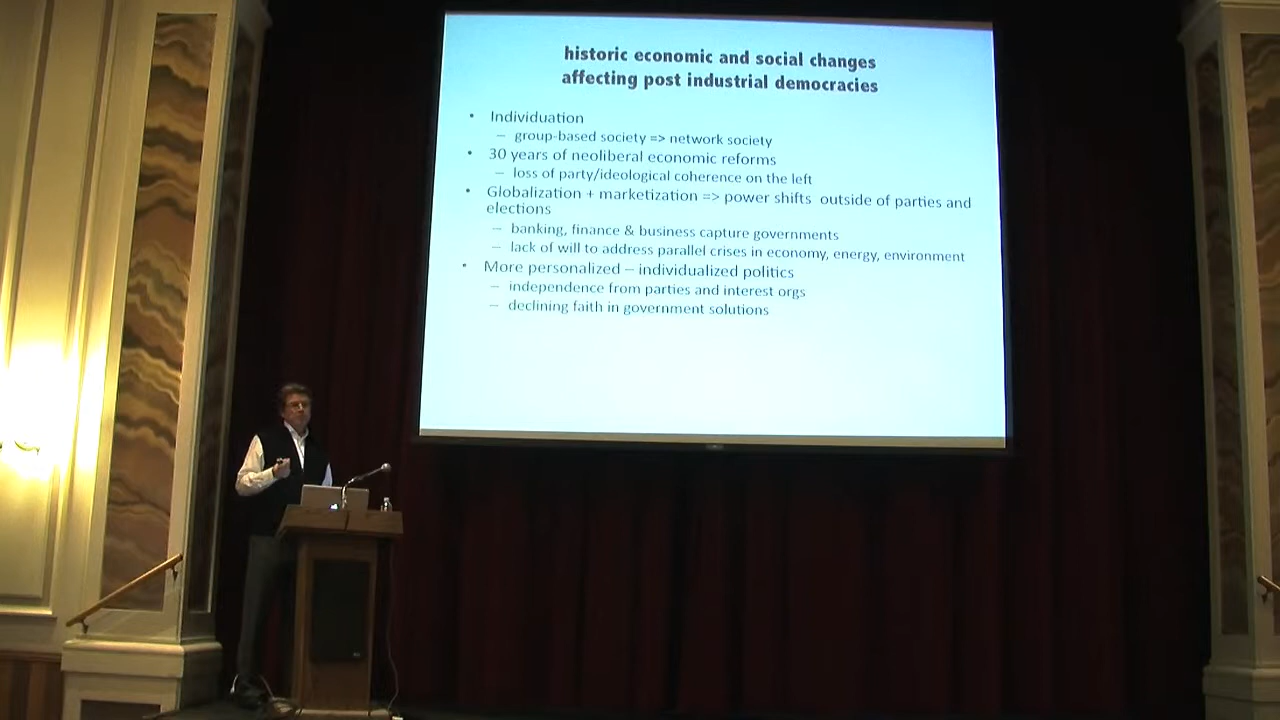 historic economic and social changes
affecting post industrial democracies
• Individuation
– group-based society => network society
• 30 years of neoliberal economic reforms
– loss of party/ideological coherence on the left
• Globalization + marketization => power shifts outside of parties and
elections
– banking, finance & business capture governments
– lack of will to address parallel crises in economy, energy, environment
• More personalized – individualized politics
– independence from parties and interest orgs
– declining faith in government solutions